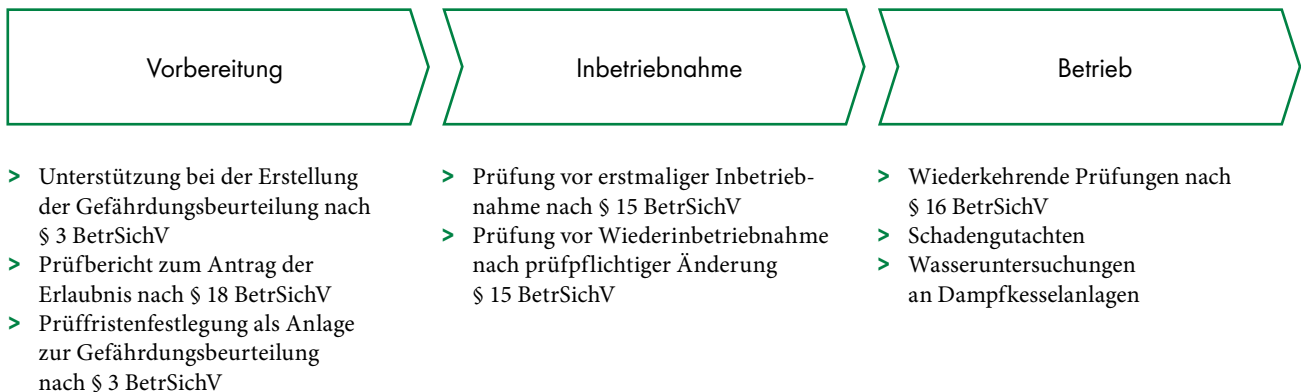 Vorbereitung
Inbetriebnahme
Betrieb
> Unterstützung bei der Erstellung
der Gefährdungsbeurteilung nach
§ 3 BetrSichV
> Prüfbericht zum Antrag der
Erlaubnis nach § 18 BetrSichV
> Prüffristenfestlegung als Anlage
zur Gefährdungsbeurteilung
nach § 3 BetrSichV
> Prüfung vor erstmaliger Inbetrieb-
nahme nach § 15 BetrSichV
> Prüfung vor Wiederinbetriebnahme
nach prüfpflichtiger Änderung
§ 15 BetrSichV
> Wiederkehrende Prüfungen nach
§ 16 BetrSichV
> Schadengutachten
> Wasseruntersuchungen
an Dampfkesselanlagen